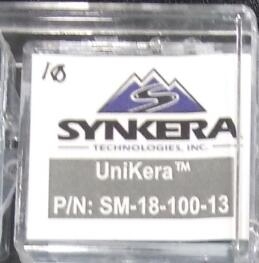 18
SYNKERA
TECHNOLOGIES, INC.
UniKera™
P/N: SM-18-100-13